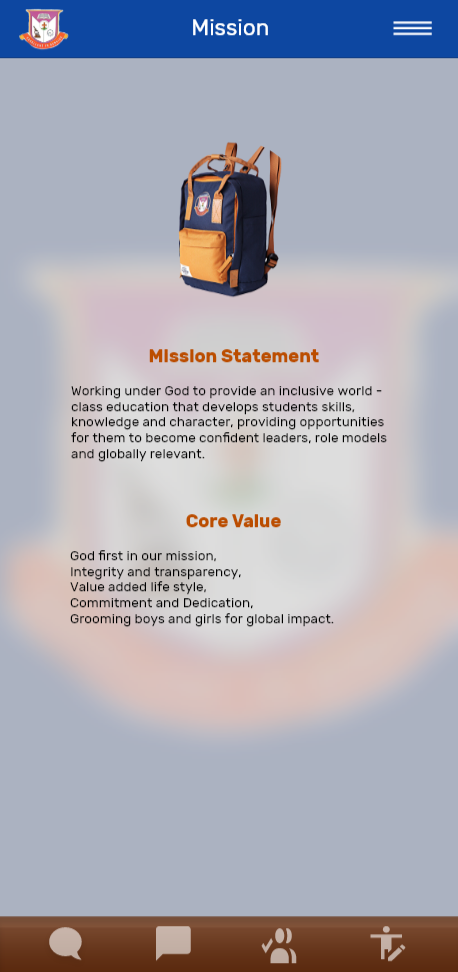 Mission
Mission Statement
Working under God to provide an inclusive world -
class education that develops students skills,
knowledge and character, providing opportunities
for them to become confident leaders, role models
and globally relevant.
Core Value
God first in our mission,
Integrity and transparency,
Value added life style,
Commitment and Dedication,
Grooming boys and girls for global impact.